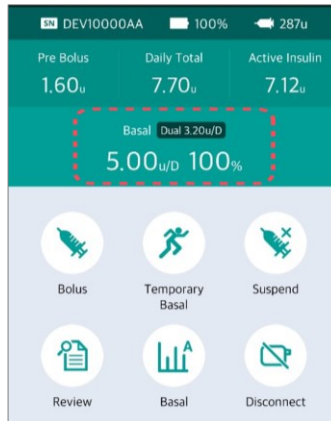 SN DEV10000AA 100% 287u
Pre Bolus Daily Total Active Insulin
1.60u 7.70u 7.12u
Basal Dual 3.20u/D
5.00u/D 100%
Bolus Temporary Basal Suspend
Review Basal Disconnect
A